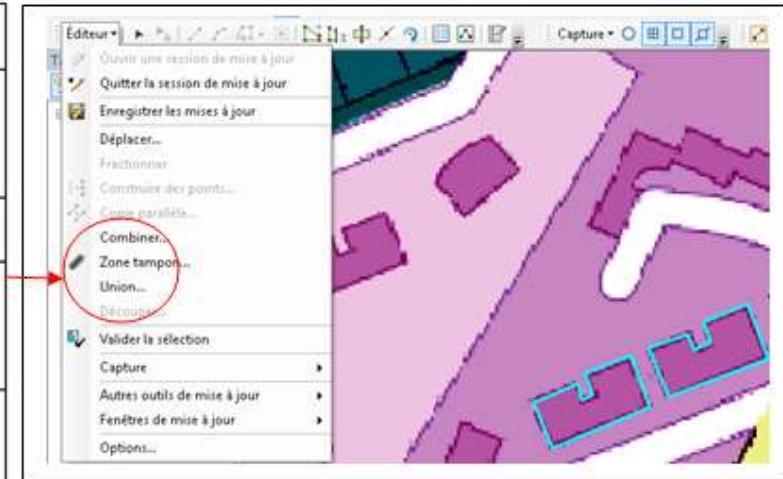 Éditeur
Capture
Ouvrir une session de mise à jour
Quitter la session de mise à jour
Enregistrer les mises à jour
Déplacer...
Fractionner
Construire des points...
Copie parallèle...
Combiner...
Zone tampon...
Union...
Découper...
Valider la sélection
Capture
Autres outils de mise à jour
Fenêtres de mise à jour
Options...